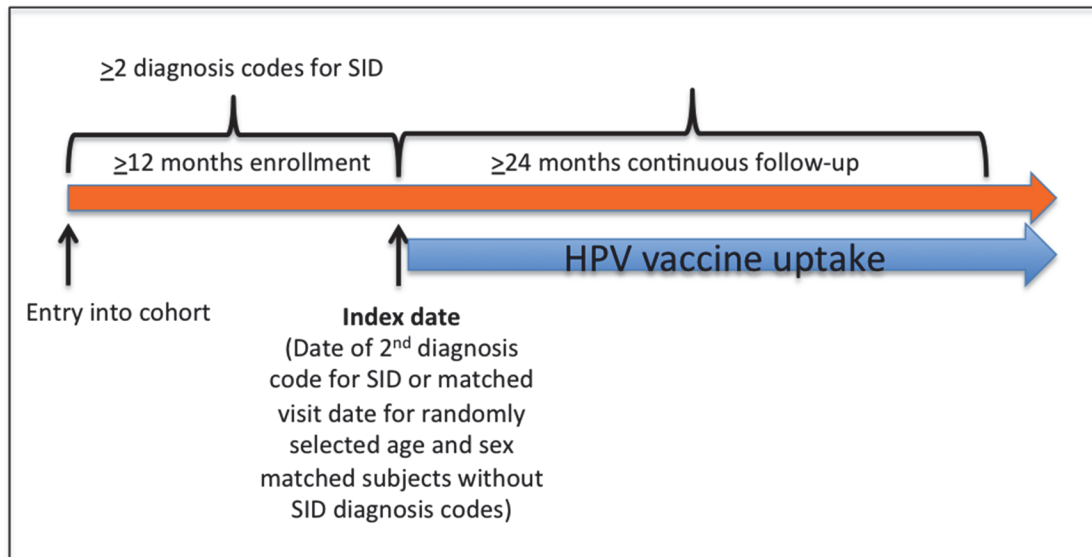 ≥2 diagnosis codes for SID
≥12 months enrollment
≥24 months continuous follow-up
HPV vaccine uptake
Entry into cohort
Index date
(Date of 2nd diagnosis
code for SID or matched
visit date for randomly
selected age and sex
matched subjects without
SID diagnosis codes)